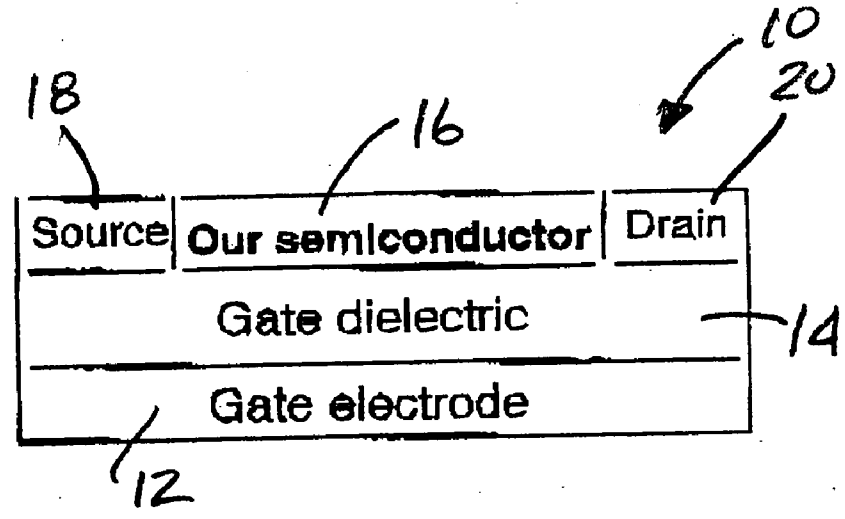 10
18
20
16
Source
Our semiconductor
Drain
Gate dielectric
14
Gate electrode
12